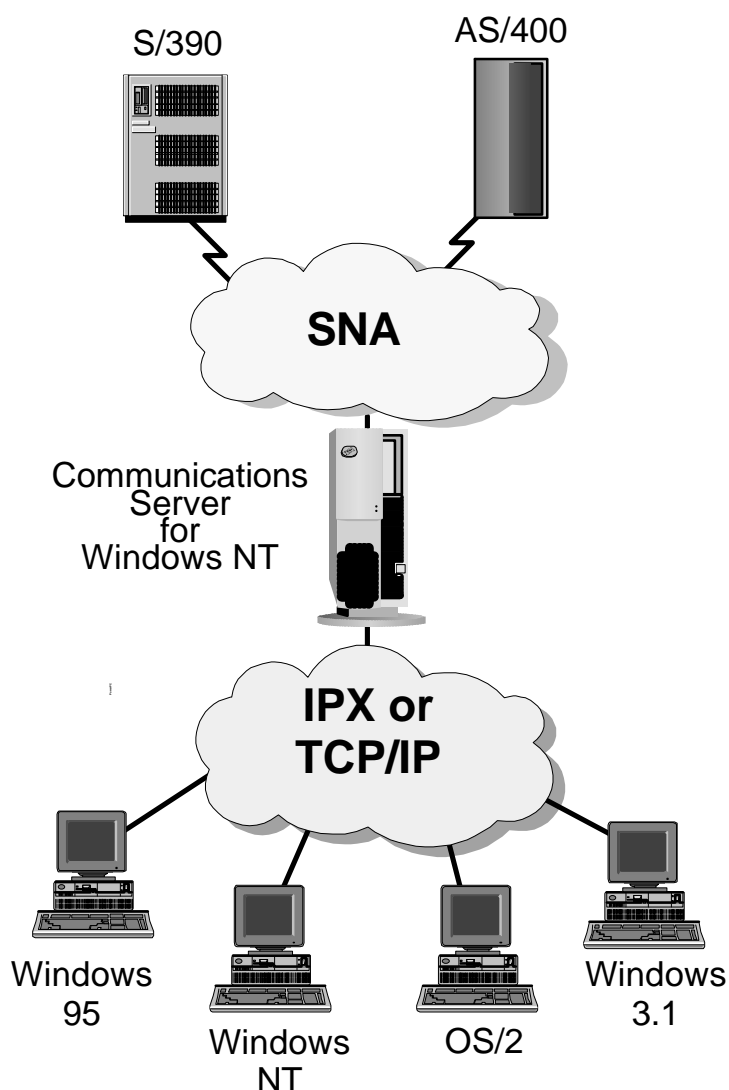 S/390
AS/400
SNA
Communications
Server
for
Windows NT
IPX or
TCP/IP
Windows
95
Windows
NT
OS/2
Windows
3.1